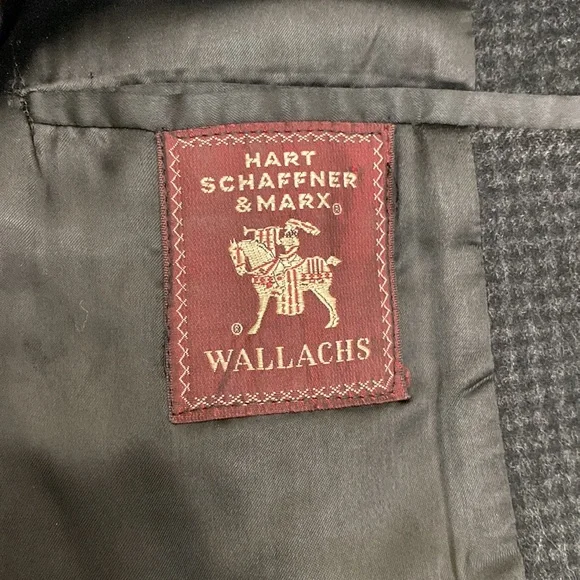 HART
SCHAFFNER
& MARX®
®
WALLACHS